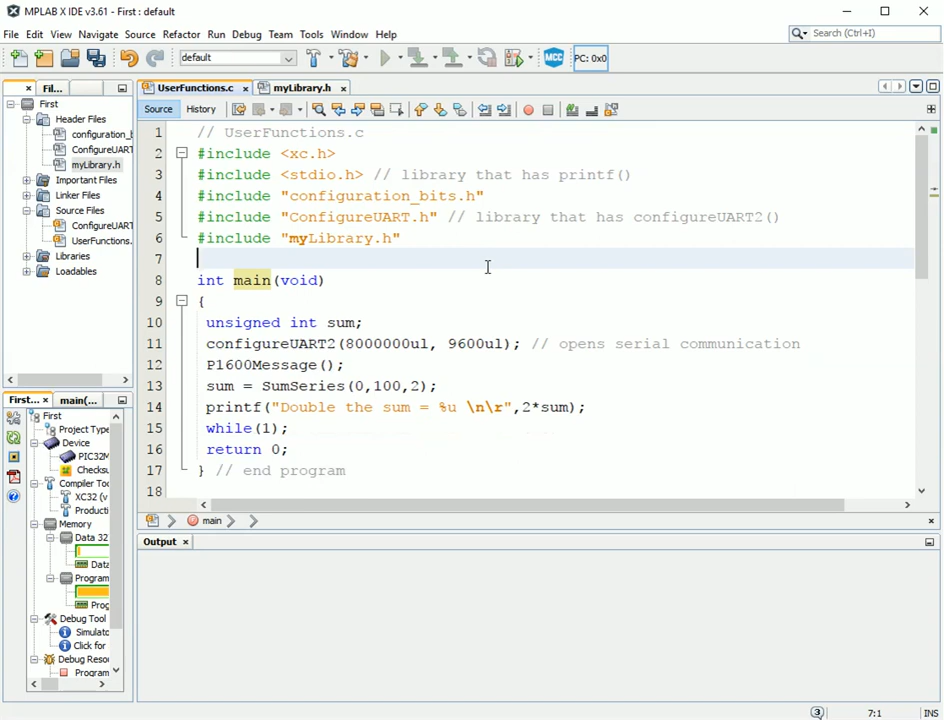 MPLAB X IDE v3.61 - First : default
File Edit View Navigate Source Refactor Run Debug Team Tools Window Help
Search (Ctrl+I)
default
MCC
PC: 0x0
Fil...
UserFunctions.c
myLibrary.h
Source History
First
Header Files
configuration_b
ConfigureUART
myLibrary.h
Important Files
Linker Files
Source Files
ConfigureUART
UserFunctions.
Libraries
Loadables
1 // UserFunctions.c
2 #include <xc.h>
3 #include <stdio.h> // library that has printf()
4 #include "configuration_bits.h"
5 #include "ConfigureUART.h" // library that has configureUART2()
6 #include "myLibrary.h"
7
8 int main(void)
9 {
10 unsigned int sum;
11 configureUART2(8000000ul, 9600ul); // opens serial communication
12 P1600Message();
13 sum = SumSeries(0,100,2);
14 printf("Double the sum = %u \n\r",2*sum);
15 while(1);
16 return 0;
17 } // end program
18
main
First...
main(...
First
Project Type
Device
PIC32M
Checksu
Compiler Too
XC32 (v
Producti
Memory
Data 32
Data
Program
Prog
Debug Tool
Simulato
Click for
Debug Resou
Program
Output
3
7:1
INS